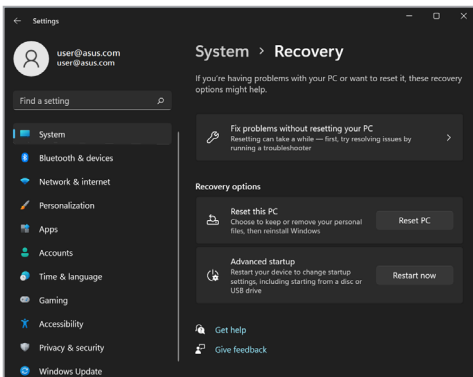 Settings
user@asus.com
user@asus.com
Find a setting
System
Bluetooth & devices
Network & internet
Personalization
Apps
Accounts
Time & language
Gaming
Accessibility
Privacy & security
Windows Update
System > Recovery
If you're having problems with your PC or want to reset it, these recovery
options might help.
Fix problems without resetting your PC
Resetting can take a while — first, try resolving issues by
running a troubleshooter
Recovery options
Reset this PC
Choose to keep or remove your personal
files, then reinstall Windows
Reset PC
Advanced startup
Restart your device to change startup
settings, including starting from a disc or
USB drive
Restart now
Get help
Give feedback